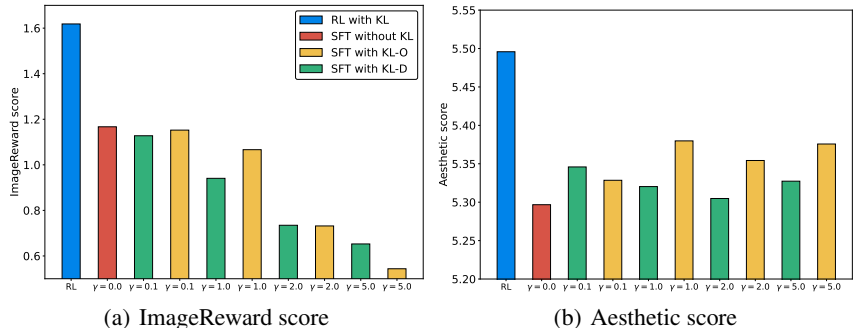 ImageReward score
1.6
1.4
1.2
1.0
0.8
0.6
RL with KL
SFT without KL
SFT with KL-O
SFT with KL-D
RL γ = 0.0 γ = 0.1 γ = 0.1 γ = 1.0 γ = 1.0 γ = 2.0 γ = 2.0 γ = 5.0 γ = 5.0
(a) ImageReward score
Aesthetic score
5.55
5.50
5.45
5.40
5.35
5.30
5.25
5.20
RL γ = 0.0 γ = 0.1 γ = 0.1 γ = 1.0 γ = 1.0 γ = 2.0 γ = 2.0 γ = 5.0 γ = 5.0
(b) Aesthetic score